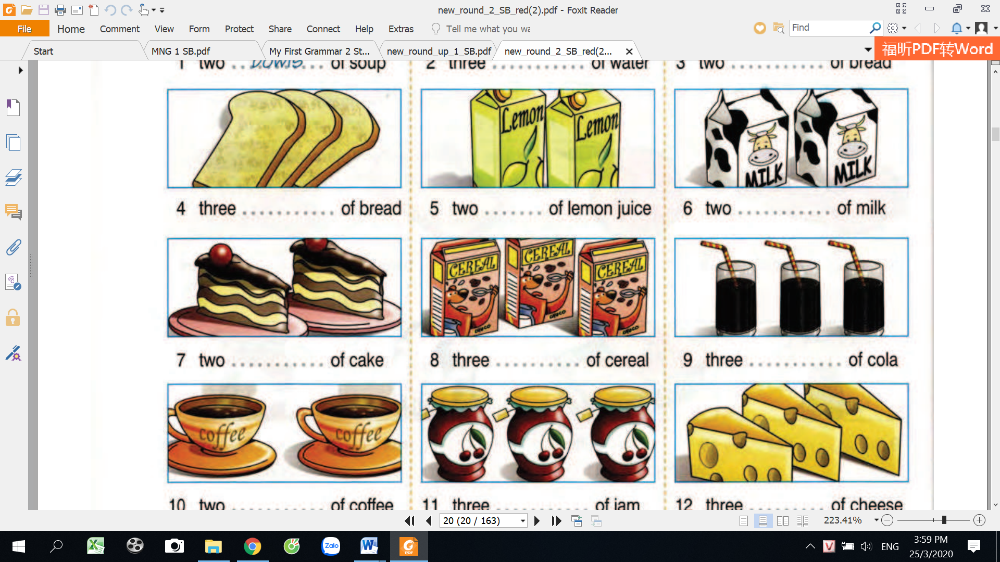 new_round_2_SB_red(2).pdf - Foxit Reader
File Home Comment View Form Protect Share Connect Help Extras Tell me what you wa Find
Start MNG 1 SB.pdf My First Grammar 2 St... new_round_up_1_SB.pdf new_round_2_SB_red(2... 福昕PDF转Word
1 two ...bowls... of soup 2 three ............ of water 3 two ............ of bread
Lemon Lemon
MILK MILK
4 three ............ of bread 5 two ....... of lemon juice 6 two ............ of milk
CEREAL CEREAL CEREAL
CHOCO CHOCO CHOCO
7 two ............ of cake 8 three ............ of cereal 9 three ............ of cola
coffee coffee
10 two ............ of coffee 11 three ............ of jam 12 three ............ of cheese
20 (20 / 163) 223.41%
Zalo W PDF V ENG 3:59 PM
25/3/2020